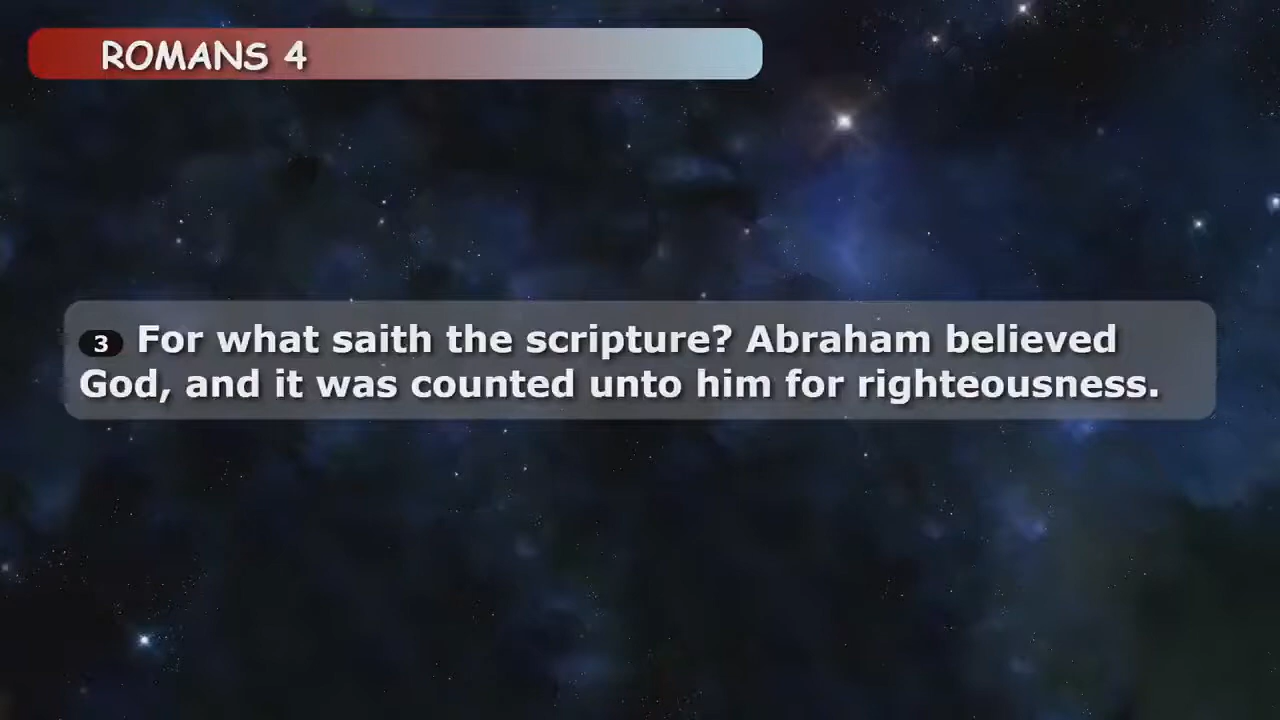 ROMANS 4
3 For what saith the scripture? Abraham believed
God, and it was counted unto him for righteousness.